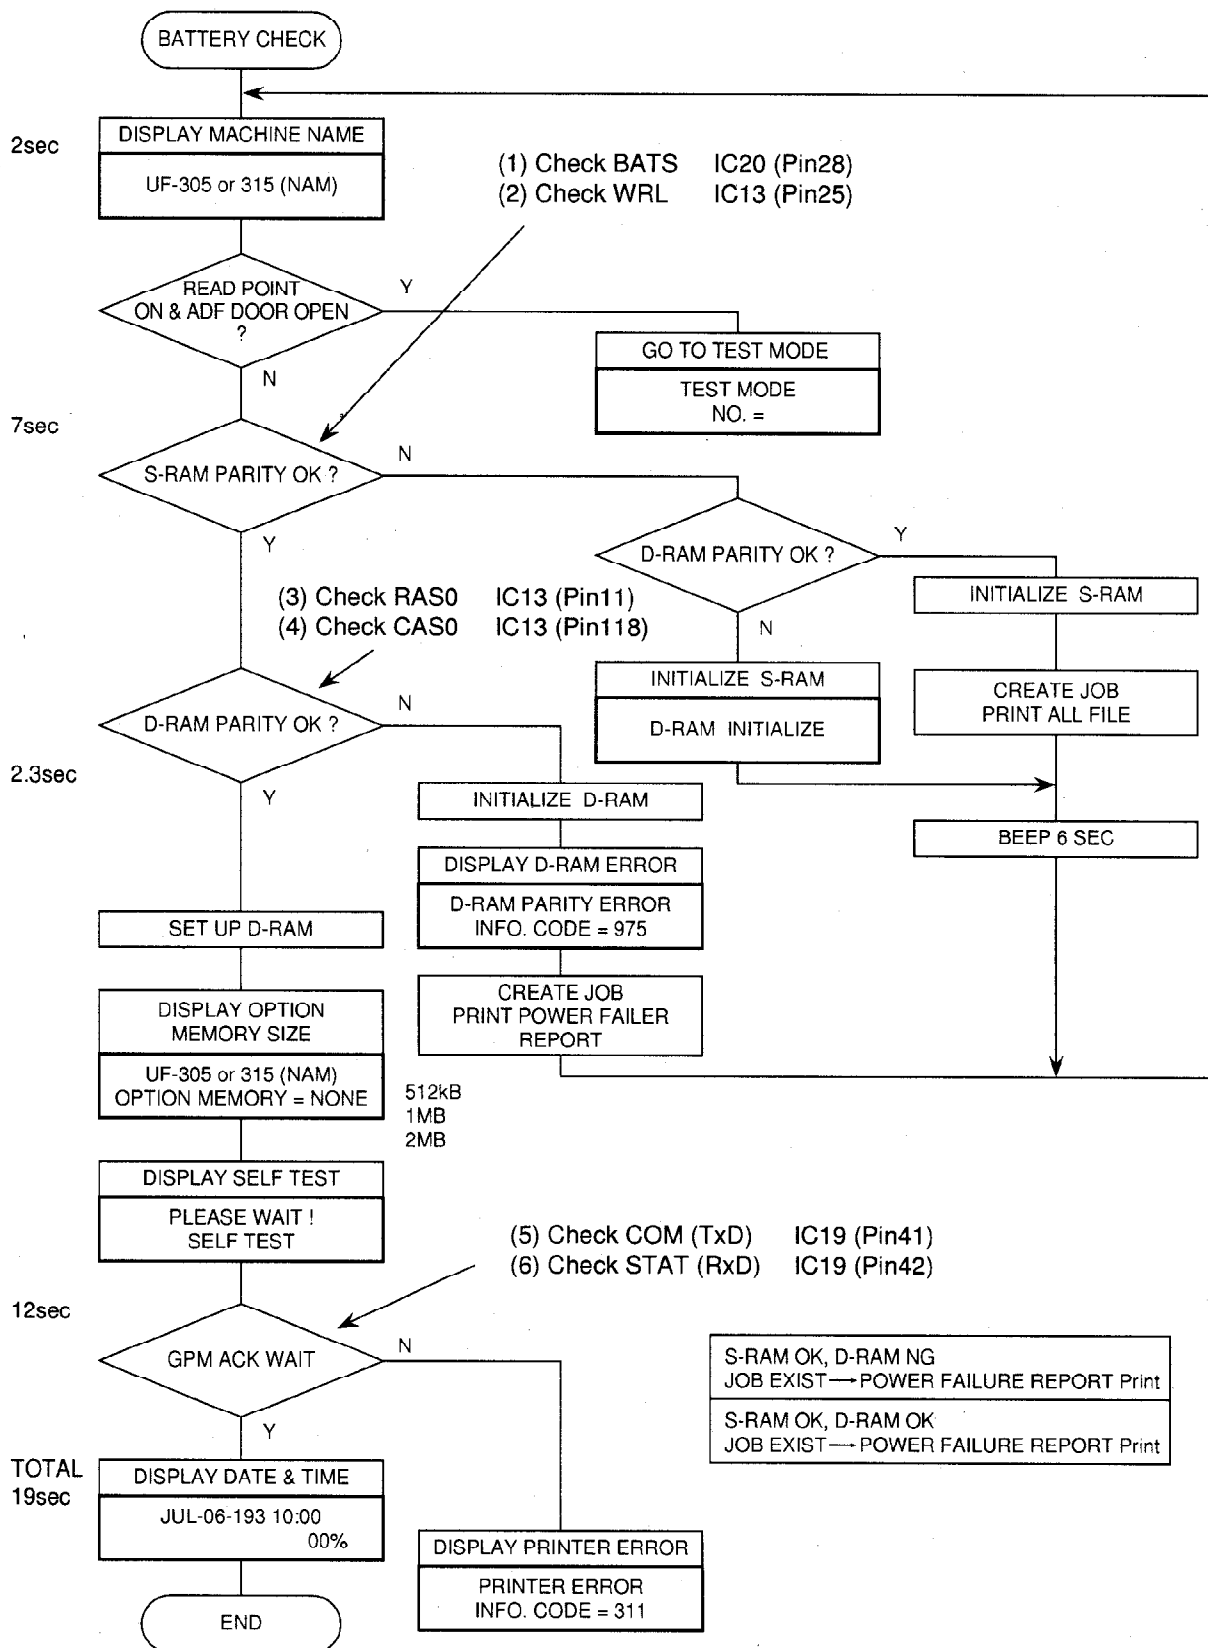 BATTERY CHECK
2sec
DISPLAY MACHINE NAME
UF-305 or 315 (NAM)
(1) Check BATS IC20 (Pin28)
(2) Check WRL IC13 (Pin25)
READ POINT
ON & ADF DOOR OPEN
?
Y
N
GO TO TEST MODE
TEST MODE
NO. =
7sec
S-RAM PARITY OK ?
N
Y
D-RAM PARITY OK ?
Y
N
INITIALIZE S-RAM
CREATE JOB
PRINT ALL FILE
INITIALIZE S-RAM
D-RAM INITIALIZE
BEEP 6 SEC
(3) Check RAS0 IC13 (Pin11)
(4) Check CAS0 IC13 (Pin118)
D-RAM PARITY OK ?
N
Y
2.3sec
INITIALIZE D-RAM
DISPLAY D-RAM ERROR
D-RAM PARITY ERROR
INFO. CODE = 975
CREATE JOB
PRINT POWER FAILER
REPORT
SET UP D-RAM
DISPLAY OPTION
MEMORY SIZE
UF-305 or 315 (NAM)
OPTION MEMORY = NONE
512kB
1MB
2MB
DISPLAY SELF TEST
PLEASE WAIT !
SELF TEST
(5) Check COM (TxD) IC19 (Pin41)
(6) Check STAT (RxD) IC19 (Pin42)
12sec
GPM ACK WAIT
N
Y
S-RAM OK, D-RAM NG
JOB EXIST→POWER FAILURE REPORT Print
S-RAM OK, D-RAM OK
JOB EXIST→POWER FAILURE REPORT Print
TOTAL
19sec
DISPLAY DATE & TIME
JUL-06-193 10:00
00%
DISPLAY PRINTER ERROR
PRINTER ERROR
INFO. CODE = 311
END